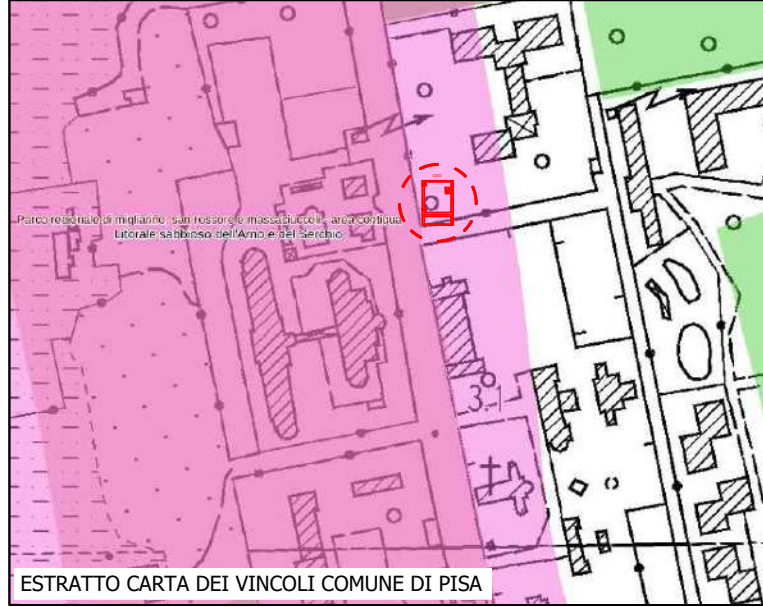 Parco regionale di migliarino, san rossore e massaciuccoli - area contigua
Litorale sabbioso dell'Arno e del Serchio
3.1
ESTRATTO CARTA DEI VINCOLI COMUNE DI PISA